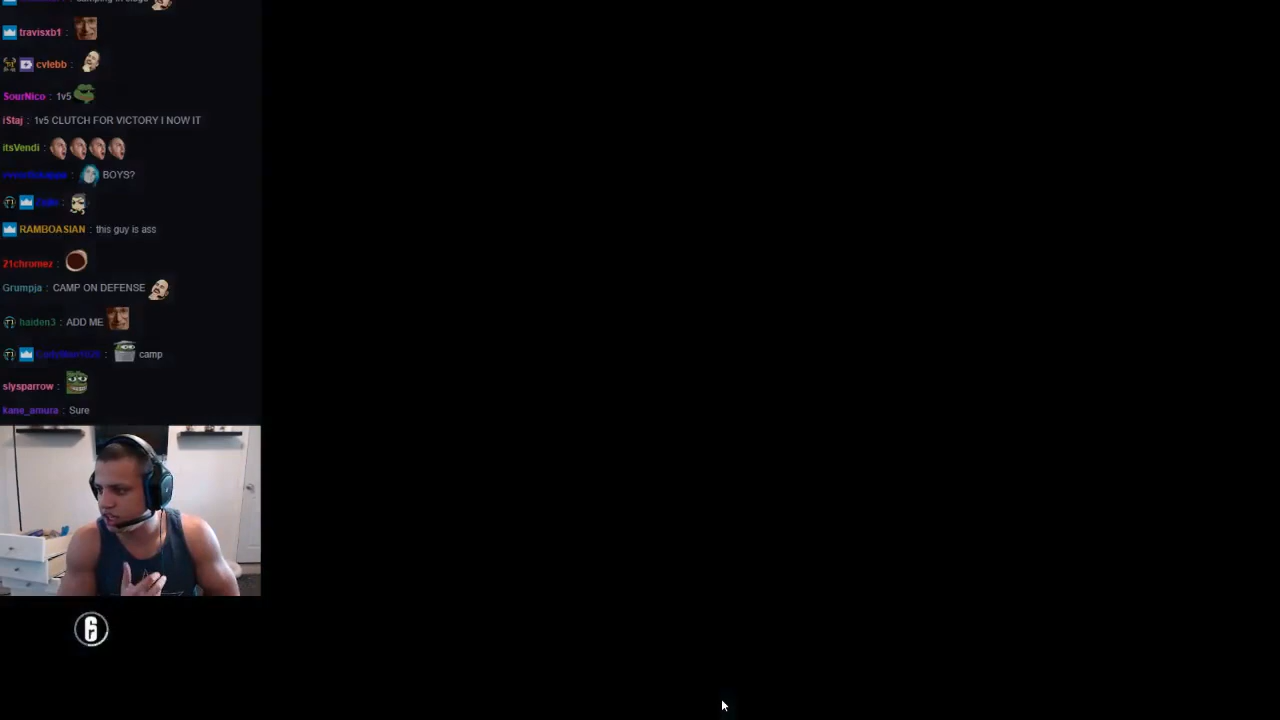 travisxb1 :
cvlebb :
SourNico : 1v5
iStaj : 1v5 CLUTCH FOR VICTORY I NOW IT
itsVendi :
: BOYS?
RAMBOASIAN : this guy is ass
21chromez :
Grumpja : CAMP ON DEFENSE
haiden3 : ADD ME
: camp
slysparrow :
kane_amura : Sure
6